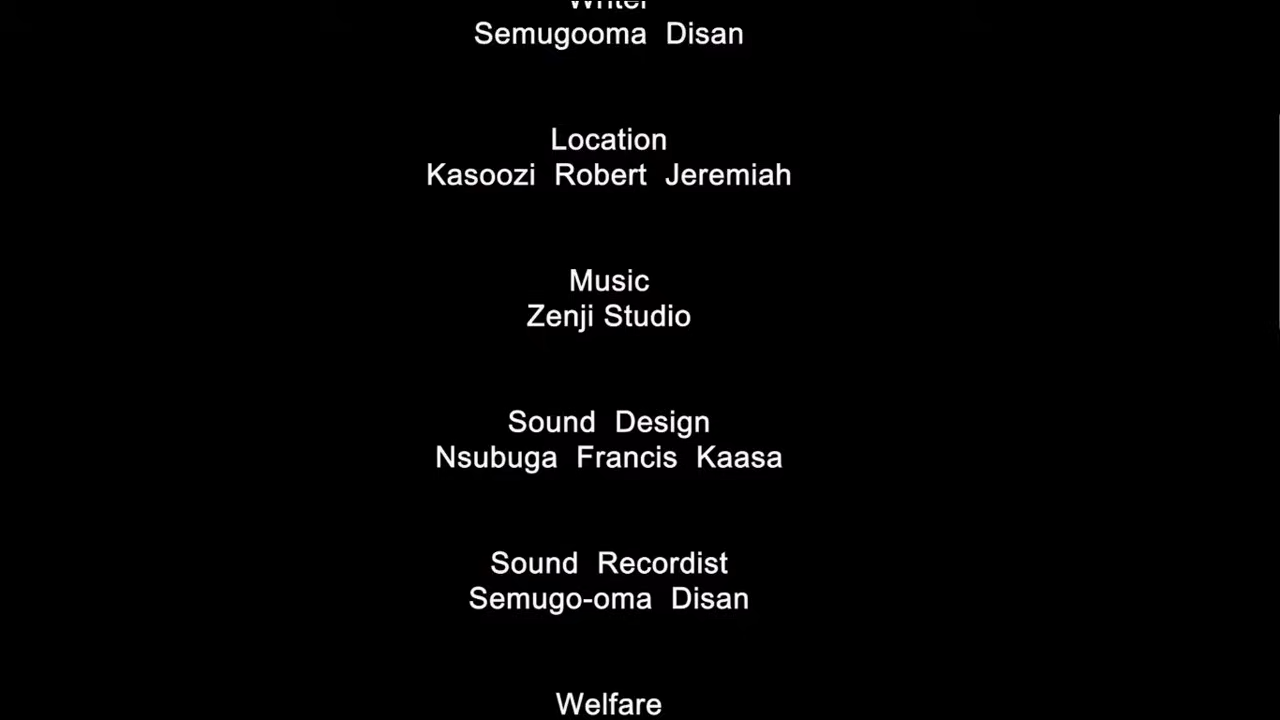 Writer
Semugooma Disan
Location
Kasoozi Robert Jeremiah
Music
Zenji Studio
Sound Design
Nsubuga Francis Kaasa
Sound Recordist
Semugo-oma Disan
Welfare